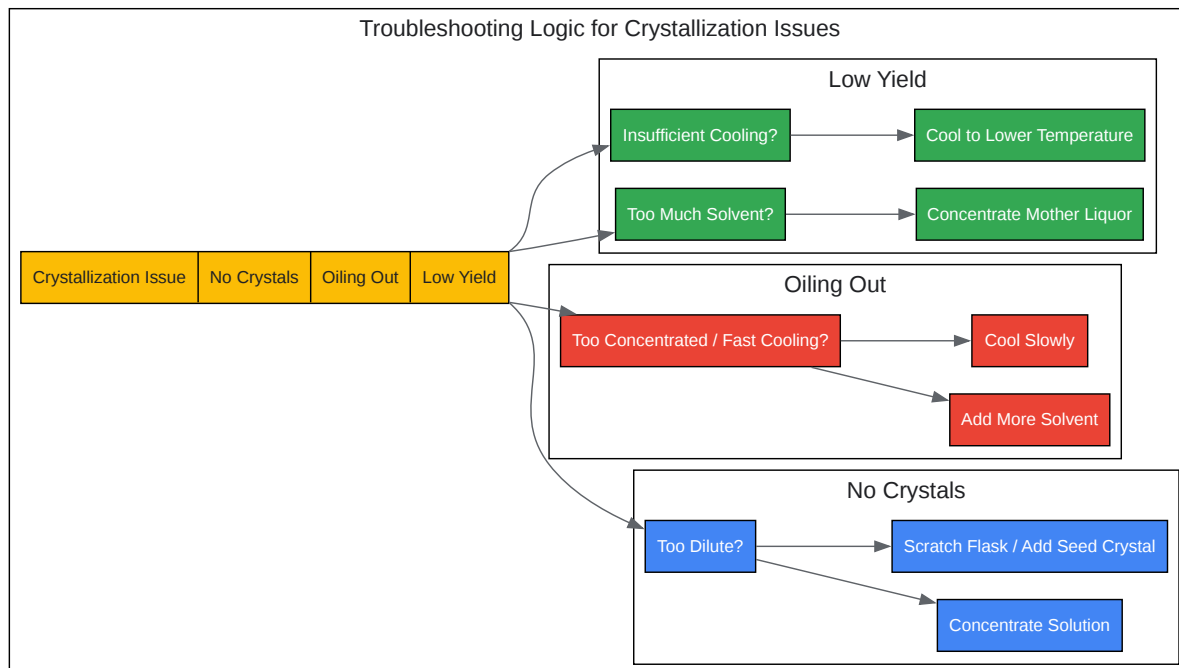 Troubleshooting Logic for Crystallization Issues
Low Yield
Insufficient Cooling?
Cool to Lower Temperature
Too Much Solvent?
Concentrate Mother Liquor
Crystallization Issue
No Crystals
Oiling Out
Low Yield
Oiling Out
Too Concentrated / Fast Cooling?
Cool Slowly
Add More Solvent
No Crystals
Too Dilute?
Scratch Flask / Add Seed Crystal
Concentrate Solution